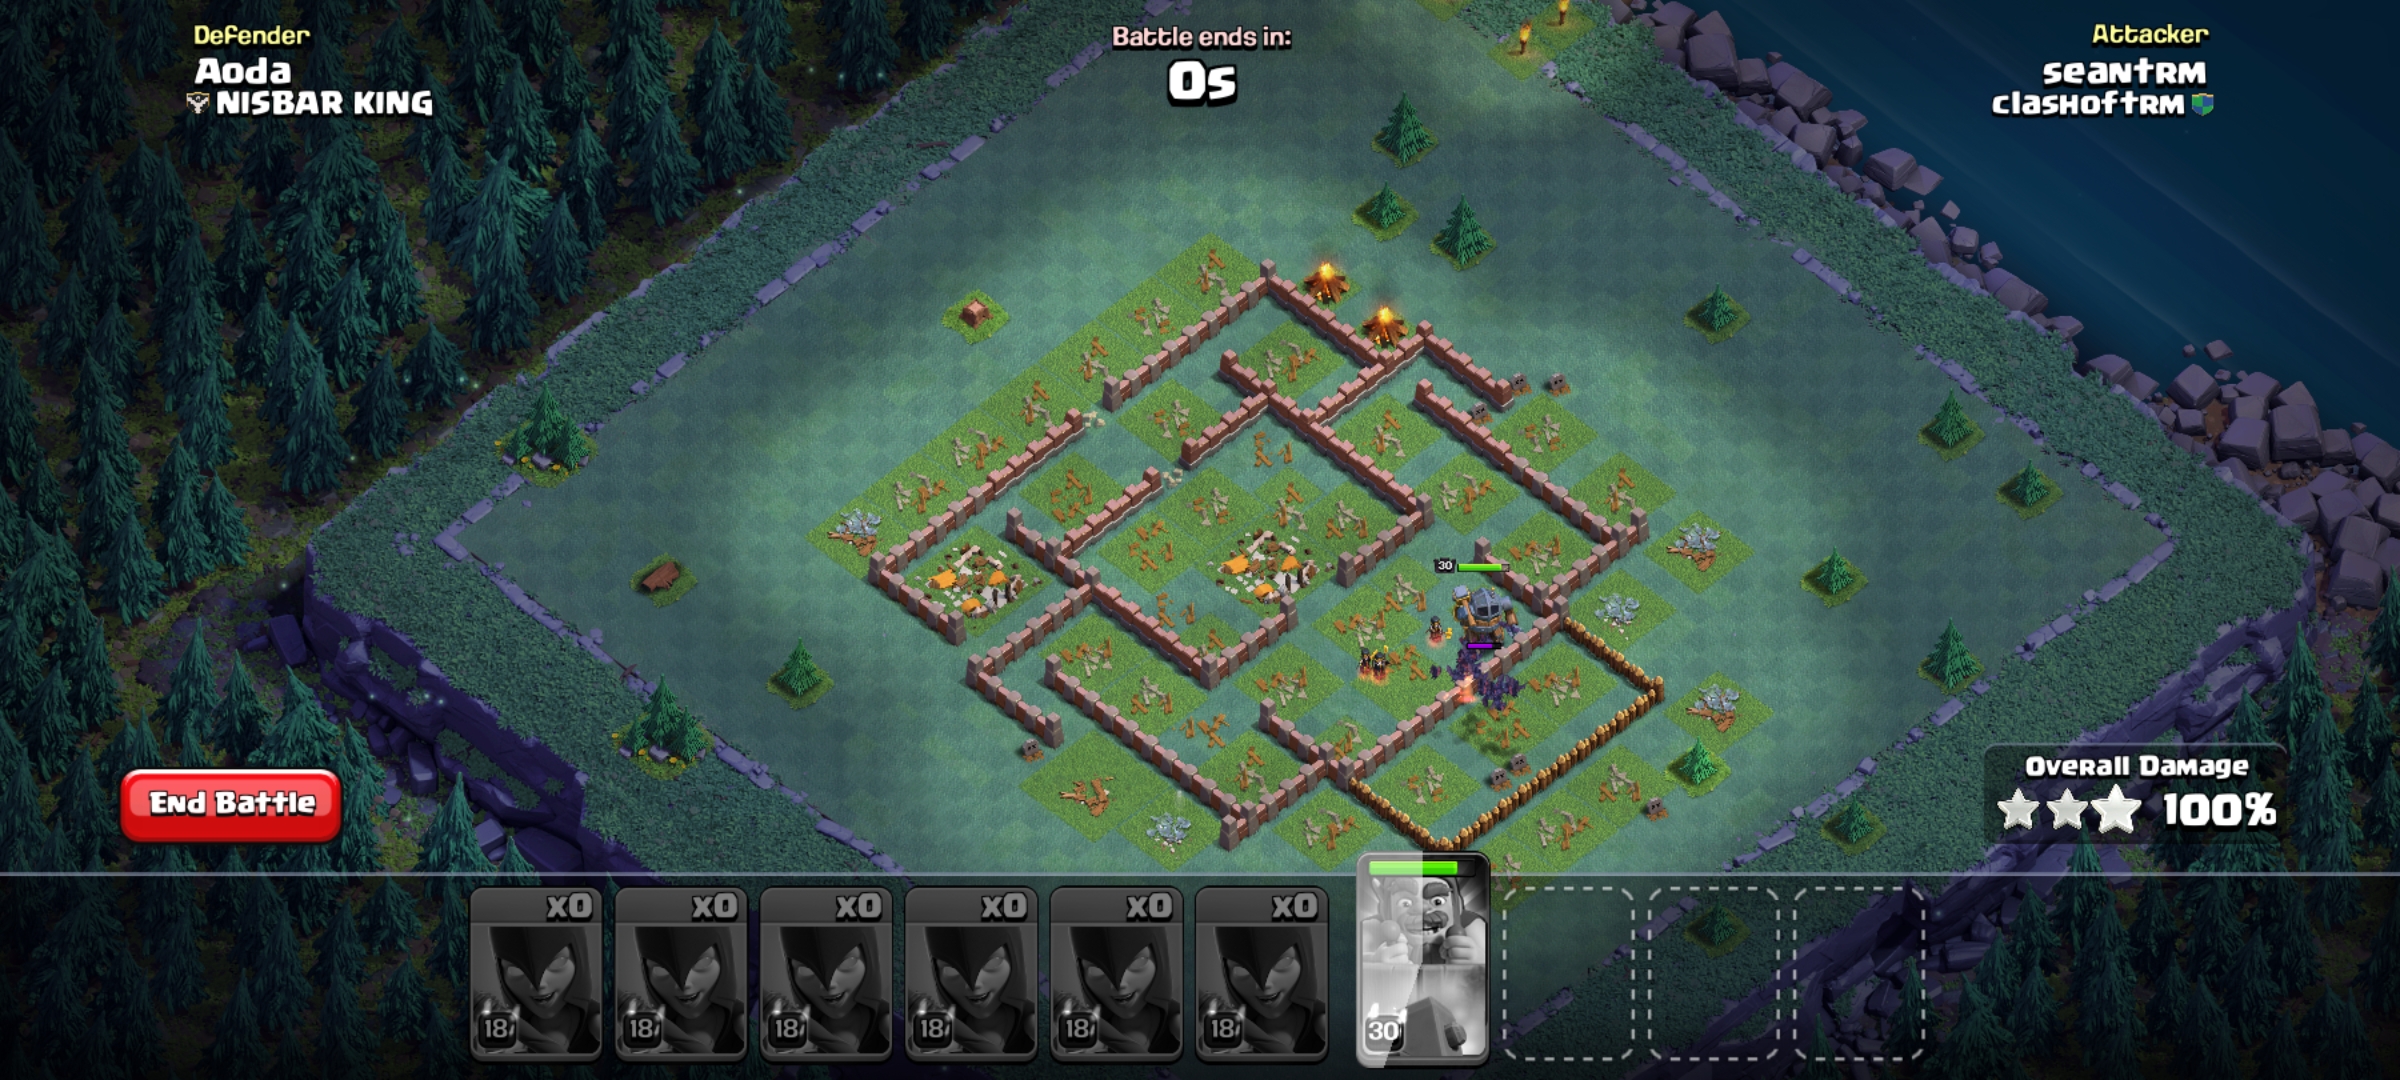 Defender
Aoda
NISBAR KING
Battle ends in:
0s
Attacker
seantRM
clashoftRM
30
End Battle
Overall Damage
100%
x0
x0
x0
x0
x0
x0
18
18
18
18
18
18
30